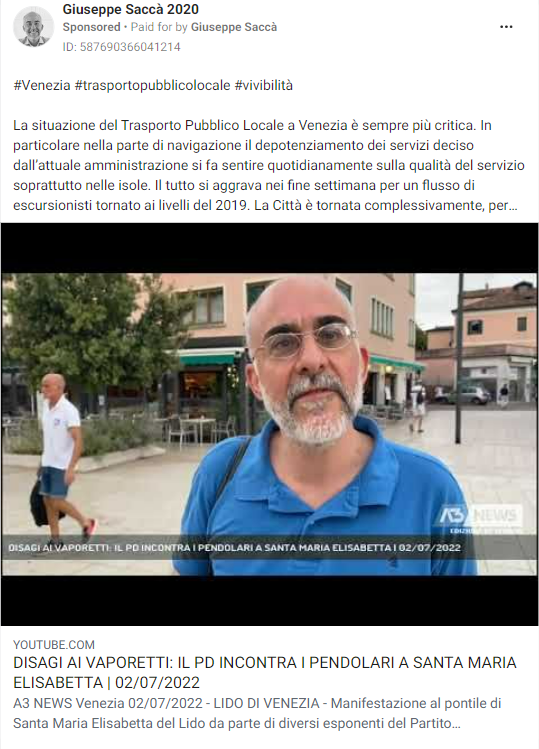 Giuseppe Saccà 2020
Sponsored • Paid for by Giuseppe Saccà
ID: 587690366041214
#Venezia #trasportopubblicolocale #vivibilità
La situazione del Trasporto Pubblico Locale a Venezia è sempre più critica. In
particolare nella parte di navigazione il depotenziamento dei servizi deciso
dall'attuale amministrazione si fa sentire quotidianamente sulla qualità del servizio
soprattutto nelle isole. Il tutto si aggrava nei fine settimana per un flusso di
escursionisti tornato ai livelli del 2019. La Città è tornata complessivamente, per...
A3 NEWS
DISAGI AI VAPORETTI: IL PD INCONTRA I PENDOLARI A SANTA MARIA ELISABETTA | 02/07/2022
YOUTUBE.COM
DISAGI AI VAPORETTI: IL PD INCONTRA I PENDOLARI A SANTA MARIA
ELISABETTA | 02/07/2022
A3 NEWS Venezia 02/07/2022 - LIDO DI VENEZIA - Manifestazione al pontile di
Santa Maria Elisabetta del Lido da parte di diversi esponenti del Partito...